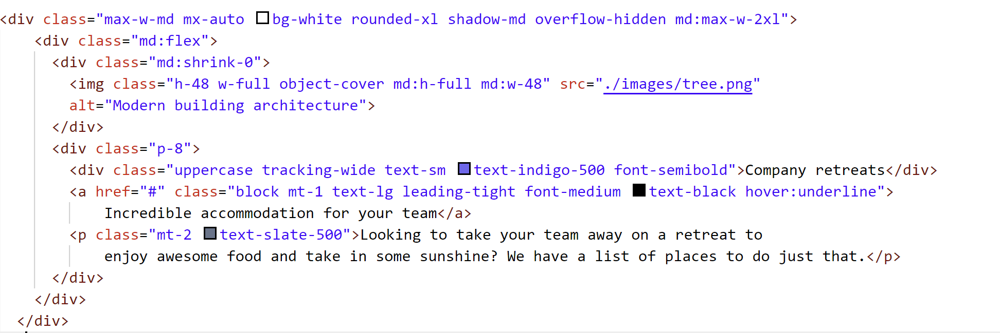 <div class="max-w-md mx-auto bg-white rounded-xl shadow-md overflow-hidden md:max-w-2xl">
<div class="md:flex">
<div class="md:shrink-0">
<img class="h-48 w-full object-cover md:h-full md:w-48" src="./images/tree.png"
alt="Modern building architecture">
</div>
<div class="p-8">
<div class="uppercase tracking-wide text-sm text-indigo-500 font-semibold">Company retreats</div>
<a href="#" class="block mt-1 text-lg leading-tight font-medium text-black hover:underline">
Incredible accommodation for your team</a>
<p class="mt-2 text-slate-500">Looking to take your team away on a retreat to
enjoy awesome food and take in some sunshine? We have a list of places to do just that.</p>
</div>
</div>
</div>